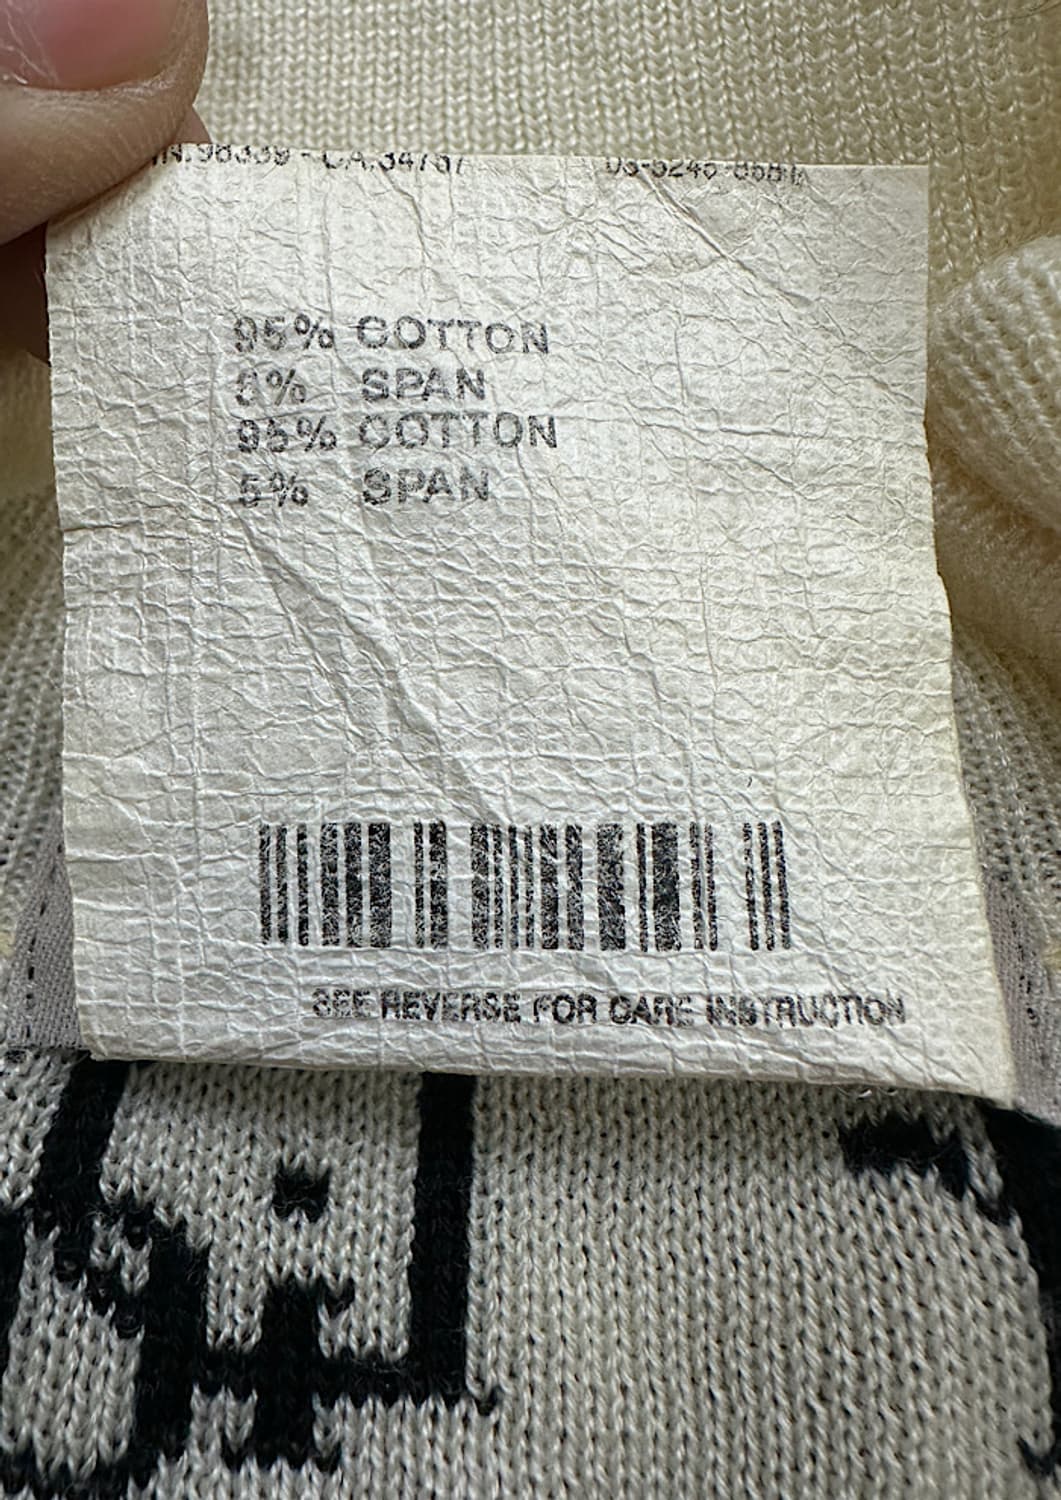 95% COTTON
5% SPAN
95% COTTON
5% SPAN
SEE REVERSE FOR CARE INSTRUCTION